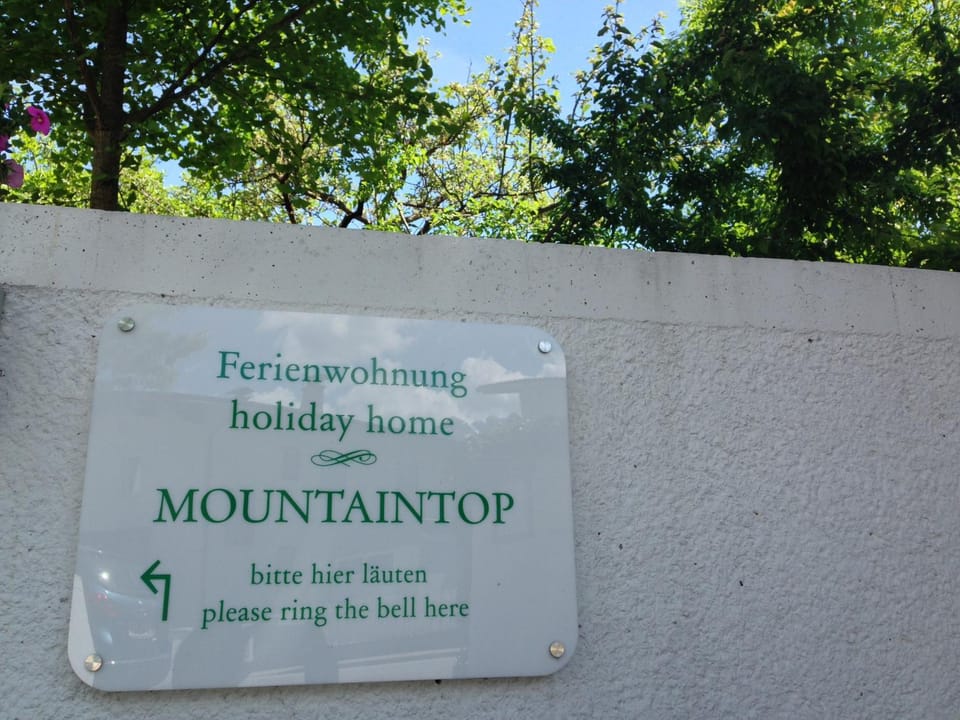 Ferienwohnung
holiday home
MOUNTAINTOP
bitte hier läuten
please ring the bell here